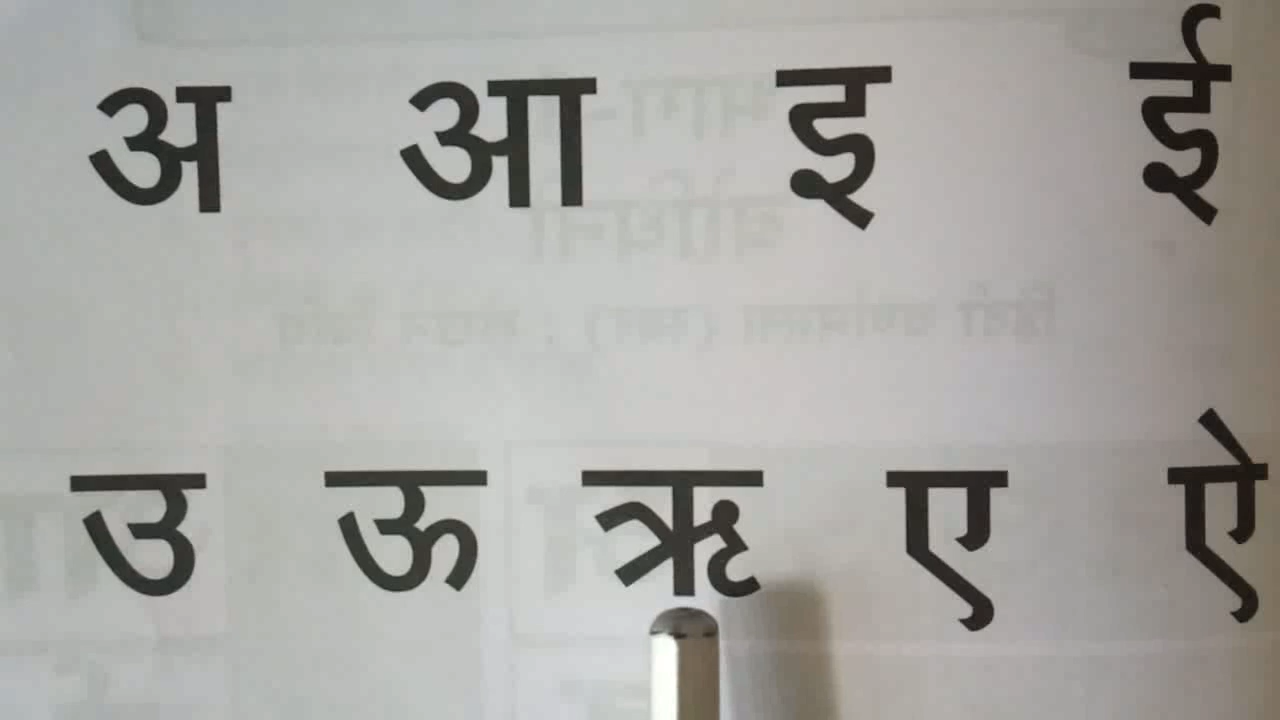 अ आ इ ई
उ ऊ ऋ ए ऐ